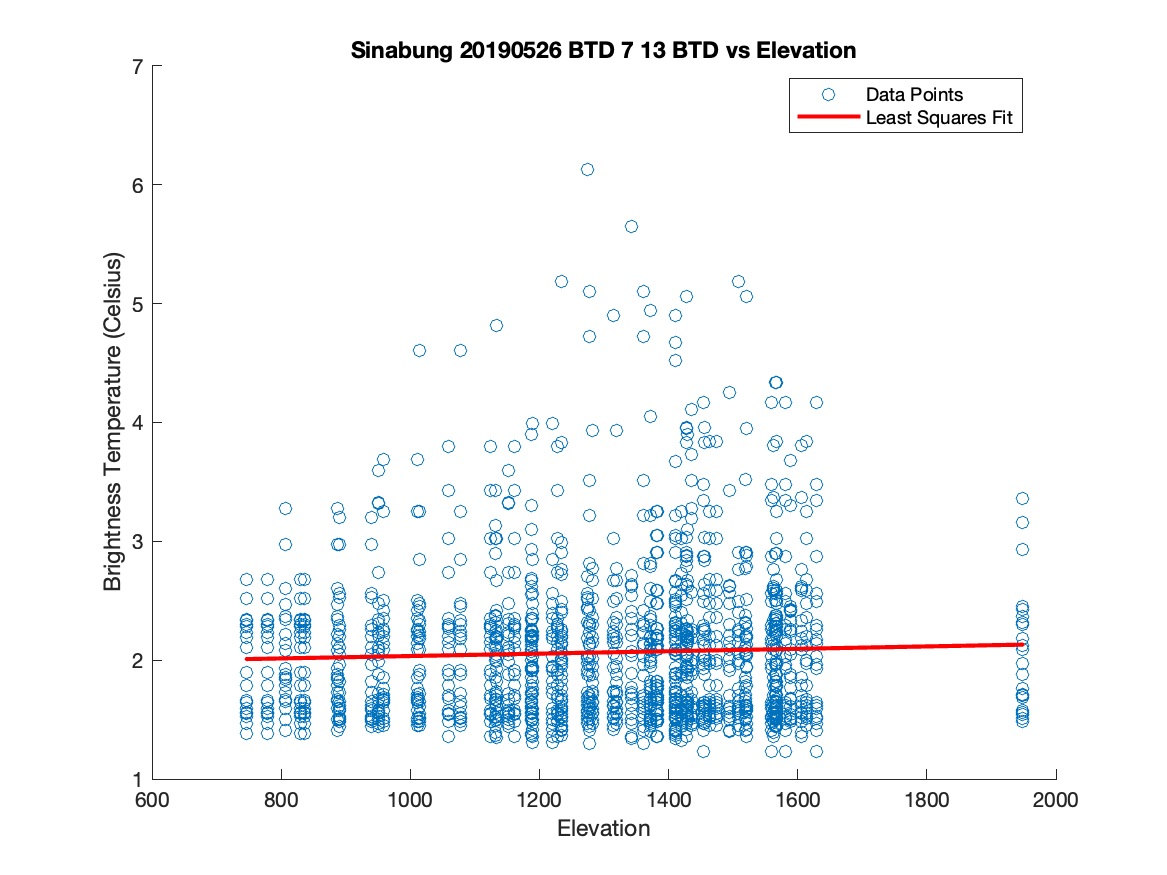 Sinabung 20190526 BTD 7 13 BTD vs Elevation
Data Points
Least Squares Fit
Brightness Temperature (Celsius)
7
6
5
4
3
2
1
600 800 1000 1200 1400 1600 1800 2000
Elevation